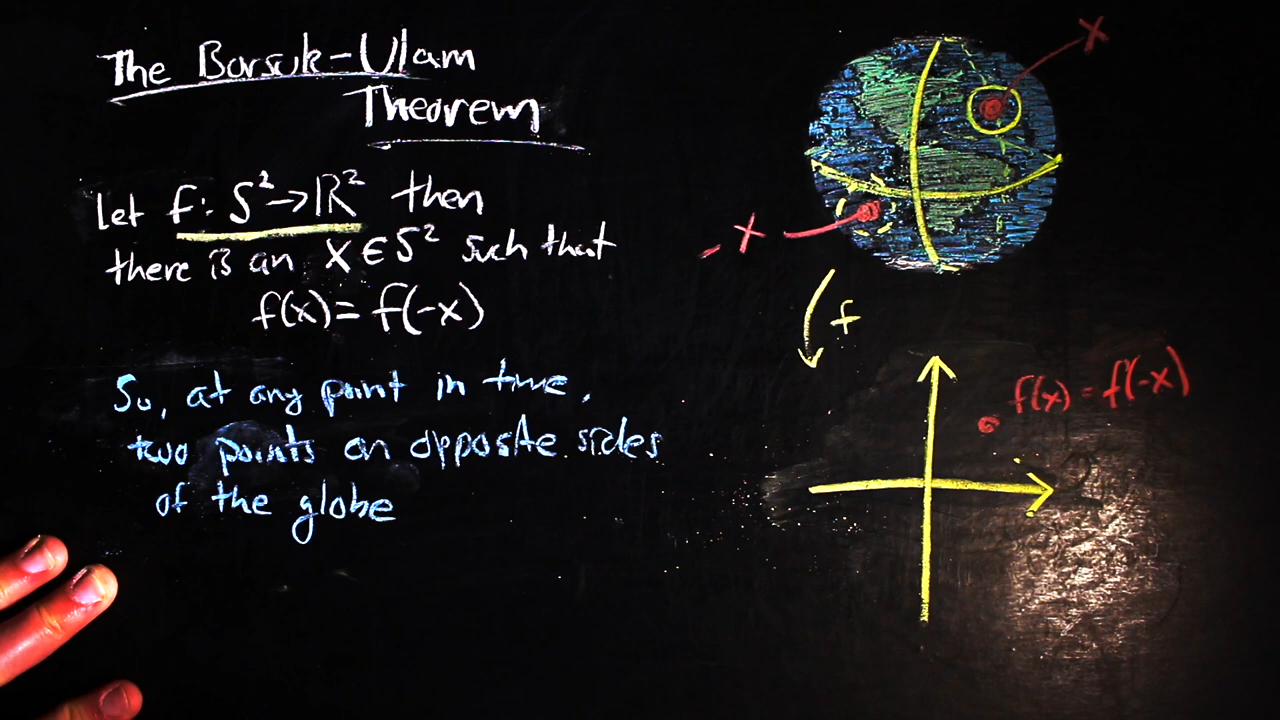 The Borsuk-Ulam
Theorem
Let f: S²→ℝ² then
there is an x ∈ S² such that
f(x) = f(-x)
So, at any point in time,
two points on opposite sides
of the globe
x
-x
f
f(x) = f(-x)